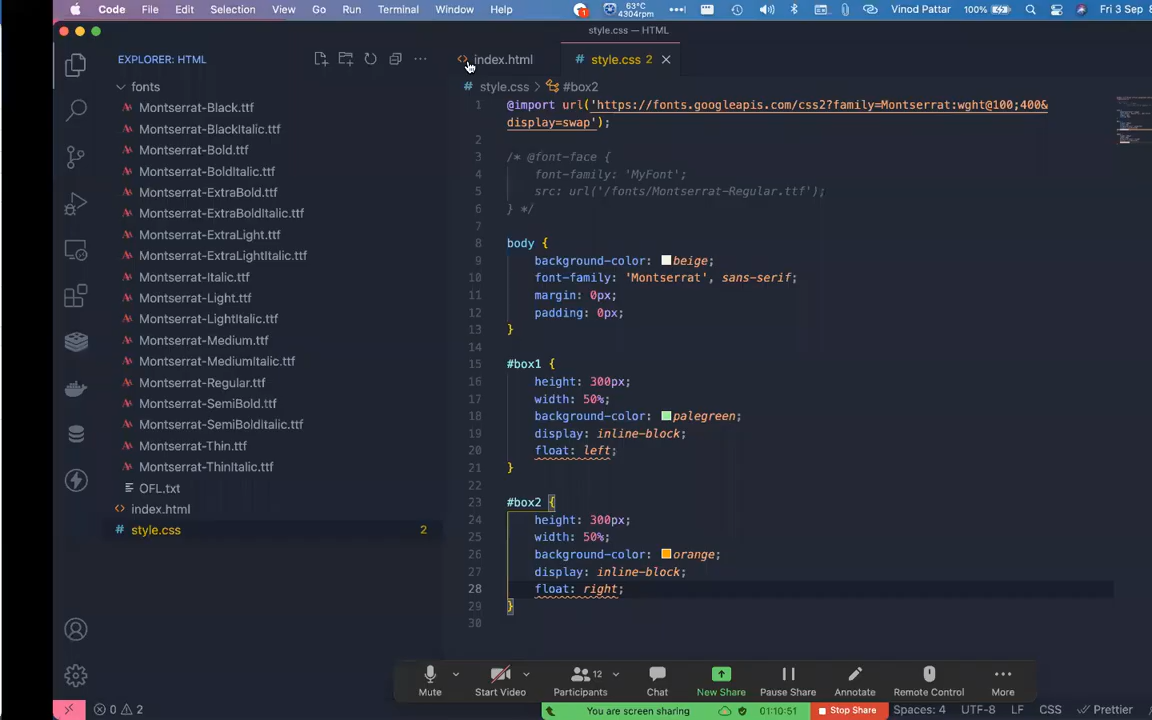 Code File Edit Selection View Go Run Terminal Window Help 63°C 4304rpm Vinod Pattar 100% Fri 3 Sep
style.css — HTML
EXPLORER: HTML
index.html
style.css 2
style.css > #box2
fonts
Montserrat-Black.ttf
Montserrat-BlackItalic.ttf
Montserrat-Bold.ttf
Montserrat-BoldItalic.ttf
Montserrat-ExtraBold.ttf
Montserrat-ExtraBoldItalic.ttf
Montserrat-ExtraLight.ttf
Montserrat-ExtraLightItalic.ttf
Montserrat-Italic.ttf
Montserrat-Light.ttf
Montserrat-LightItalic.ttf
Montserrat-Medium.ttf
Montserrat-MediumItalic.ttf
Montserrat-Regular.ttf
Montserrat-SemiBold.ttf
Montserrat-SemiBoldItalic.ttf
Montserrat-Thin.ttf
Montserrat-ThinItalic.ttf
OFL.txt
index.html
style.css 2
1 @import url('https://fonts.googleapis.com/css2?family=Montserrat:wght@100;400&
display=swap');
2
3 /* @font-face {
4 font-family: 'MyFont';
5 src: url('/fonts/Montserrat-Regular.ttf');
6 } */
7
8 body {
9 background-color: beige;
10 font-family: 'Montserrat', sans-serif;
11 margin: 0px;
12 padding: 0px;
13 }
14
15 #box1 {
16 height: 300px;
17 width: 50%;
18 background-color: palegreen;
19 display: inline-block;
20 float: left;
21 }
22
23 #box2 {
24 height: 300px;
25 width: 50%;
26 background-color: orange;
27 display: inline-block;
28 float: right;
29 }
30
Mute Start Video 12 Participants Chat New Share Pause Share Annotate Remote Control More
You are screen sharing 01:10:51 Stop Share
0 2 Spaces: 4 UTF-8 LF CSS Prettier